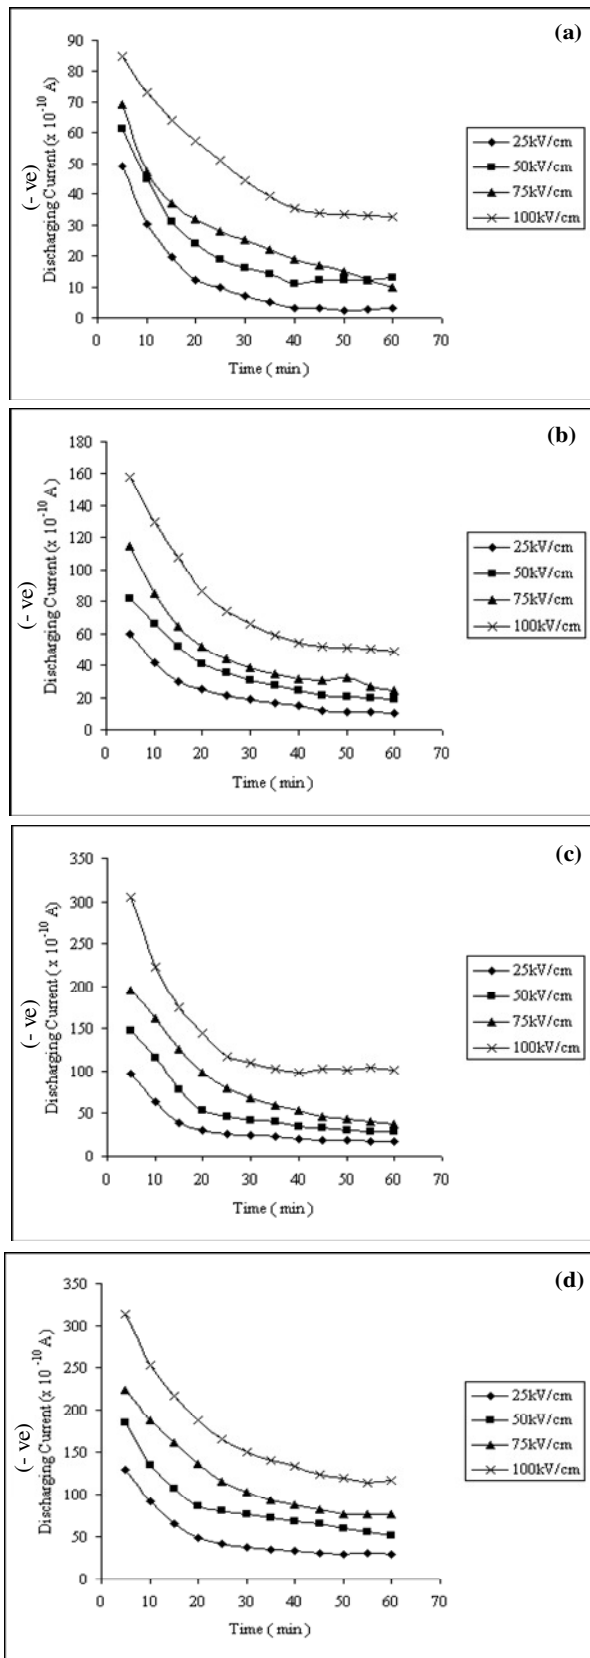 (a)
90
80
70
60
50
40
30
20
10
0
0 10 20 30 40 50 60 70
Time ( min )
(- ve)
Discharging Current (x 10 -10 A)
25kV/cm
50kV/cm
75kV/cm
100kV/cm
(b)
180
160
140
120
100
80
60
40
20
0
0 10 20 30 40 50 60 70
Time ( min )
(- ve)
Discharging Current (x 10 -10 A)
25kV/cm
50kV/cm
75kV/cm
100kV/cm
(c)
350
300
250
200
150
100
50
0
0 10 20 30 40 50 60 70
Time ( min )
(- ve)
Discharging Current ( x 10 -10 A)
25kV/cm
50kV/cm
75kV/cm
100kV/cm
(d)
350
300
250
200
150
100
50
0
0 10 20 30 40 50 60 70
Time ( min )
(- ve)
Discharging Current (x 10 -10 A)
25kV/cm
50kV/cm
75kV/cm
100kV/cm